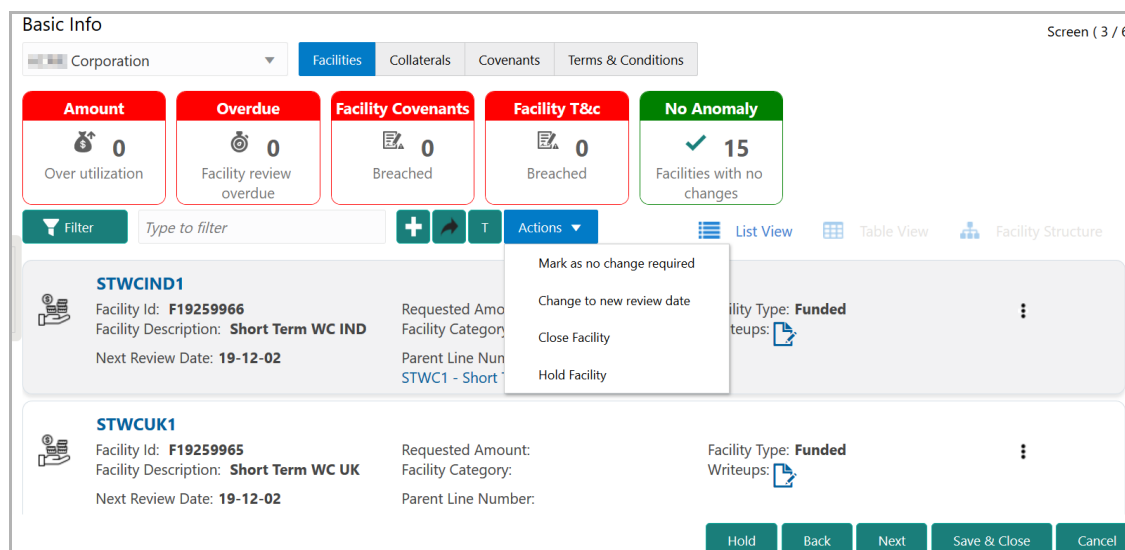 Basic Info
Screen ( 3 / 6
Corporation
Facilities Collaterals Covenants Terms & Conditions
Amount Overdue Facility Covenants Facility T&c No Anomaly
0 0 0 0 15
Over utilization Facility review Breached Breached Facilities with no
overdue changes
Filter Type to filter T Actions List View Table View Facility Structure
Mark as no change required
Change to new review date
Close Facility
Hold Facility
STWCIND1
Facility Id: F19259966 Requested Amo ility Type: Funded
Facility Description: Short Term WC IND Facility Category teups:
Next Review Date: 19-12-02 Parent Line Num
STWC1 - Short T
STWCUK1
Facility Id: F19259965 Requested Amount: Facility Type: Funded
Facility Description: Short Term WC UK Facility Category: Writeups:
Next Review Date: 19-12-02 Parent Line Number:
Hold Back Next Save & Close Cancel